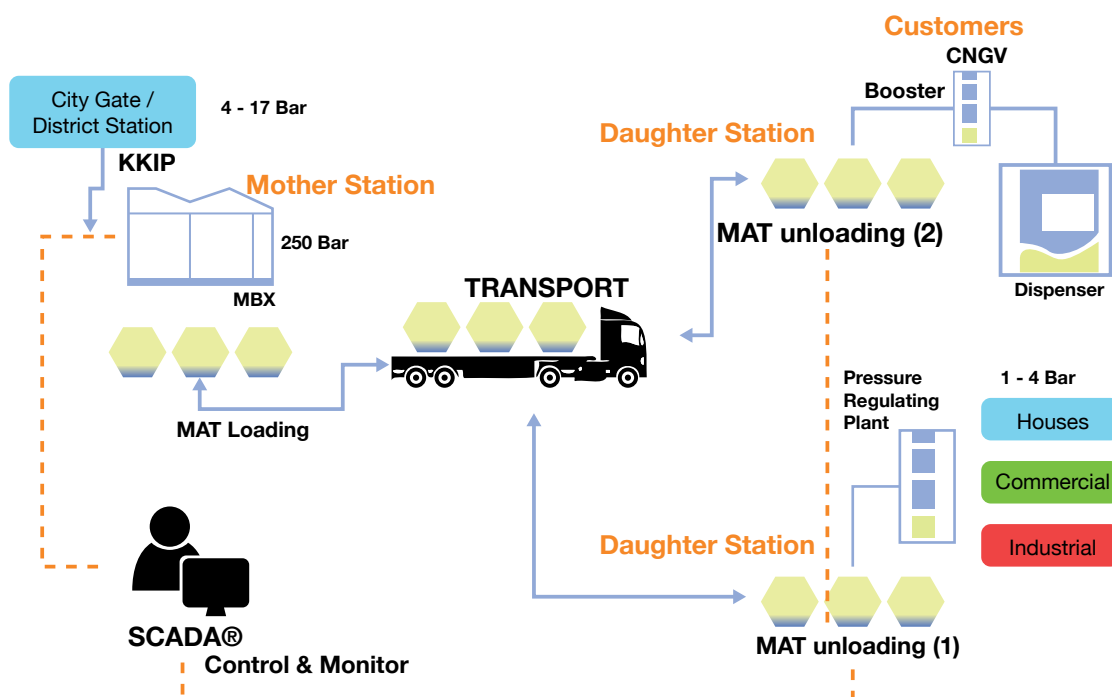 Customers
CNGV
Booster
City Gate /
District Station
4 - 17 Bar
KKIP
Mother Station
250 Bar
MBX
Daughter Station
MAT unloading (2)
Dispenser
TRANSPORT
MAT Loading
Pressure
Regulating
Plant
1 - 4 Bar
Houses
Commercial
Industrial
Daughter Station
MAT unloading (1)
SCADA®
Control & Monitor